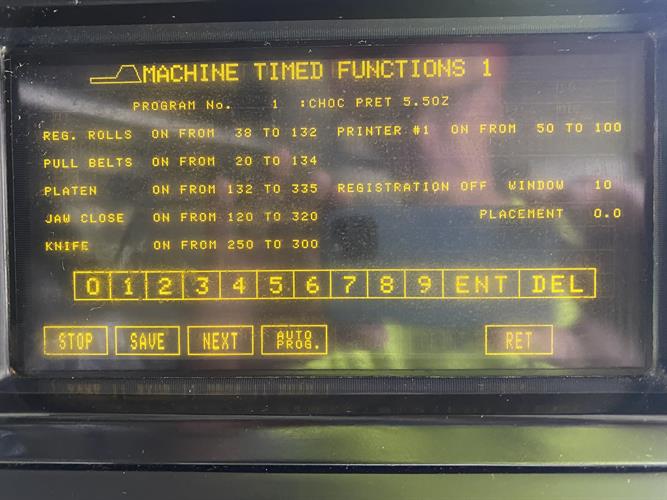 MACHINE TIMED FUNCTIONS 1
PROGRAM No. 1 :CHOC PRET 5.5OZ
REG. ROLLS ON FROM 38 TO 132 PRINTER #1 ON FROM 50 TO 100
PULL BELTS ON FROM 20 TO 134
PLATEN ON FROM 132 TO 335 REGISTRATION OFF WINDOW 10
JAW CLOSE ON FROM 120 TO 320 PLACEMENT 0.0
KNIFE ON FROM 250 TO 300
0 1 2 3 4 5 6 7 8 9 ENT DEL
STOP SAVE NEXT AUTO PROG. RET